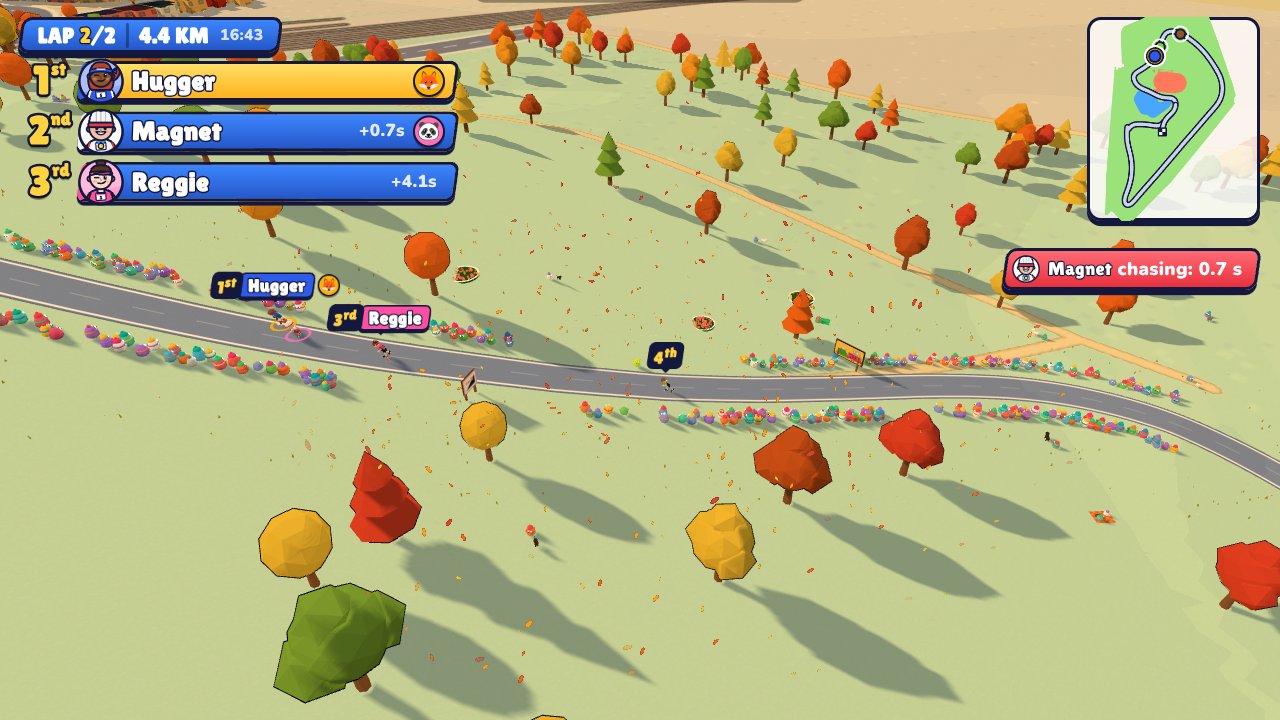 LAP 2/2 4.4 KM 16:43
1st Hugger
2nd Magnet +0.7s
3rd Reggie +4.1s
Magnet chasing: 0.7 s
1st Hugger
3rd Reggie
4th